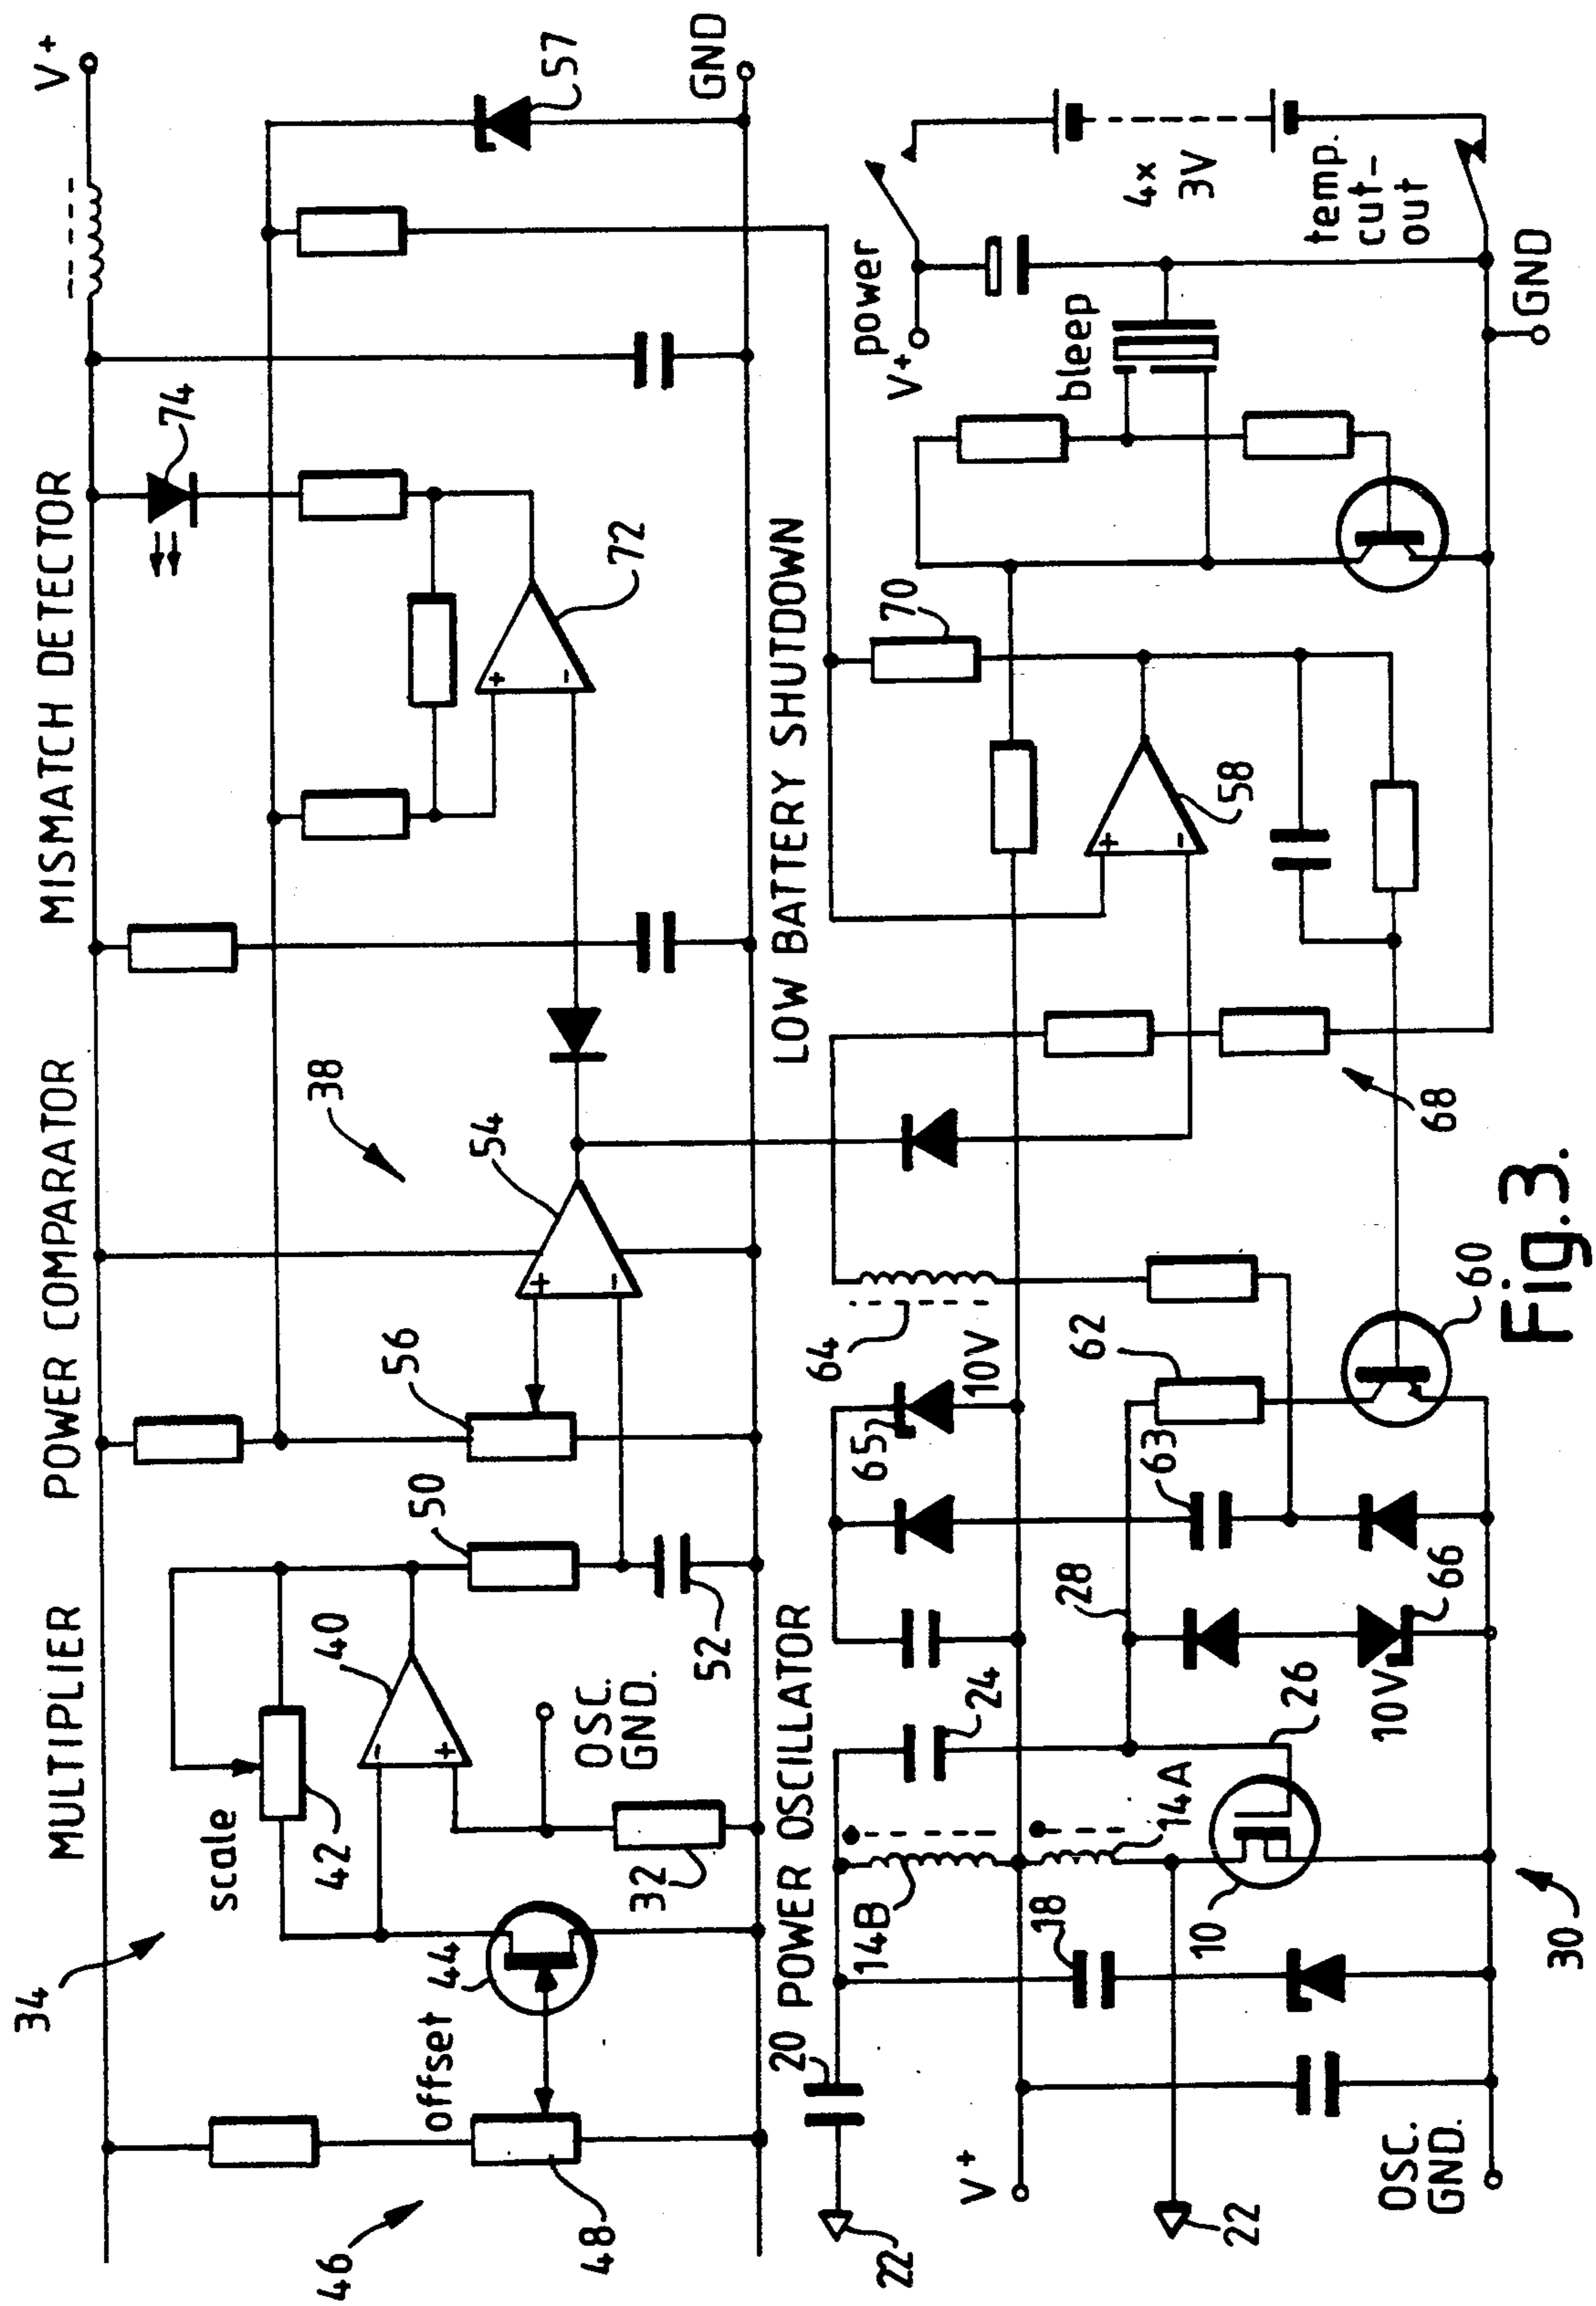 MULTIPLIER
POWER COMPARATOR
MISMATCH DETECTOR
V+
34
38
74
57
GND
scale
42
40
50
56
54
72
+
-
-
+
+
-
offset
44
32
OSC.
GND.
52
46
48
POWER OSCILLATOR
LOW BATTERY SHUTDOWN
20
22
14B
18
24
14A
10
26
28
65
10V
64
63
62
66
10V
60
68
58
+
-
70
bleep
power
V+
4x
3V
temp.
cut-
out
GND
V+
22
OSC.
GND.
30
Fig.3.